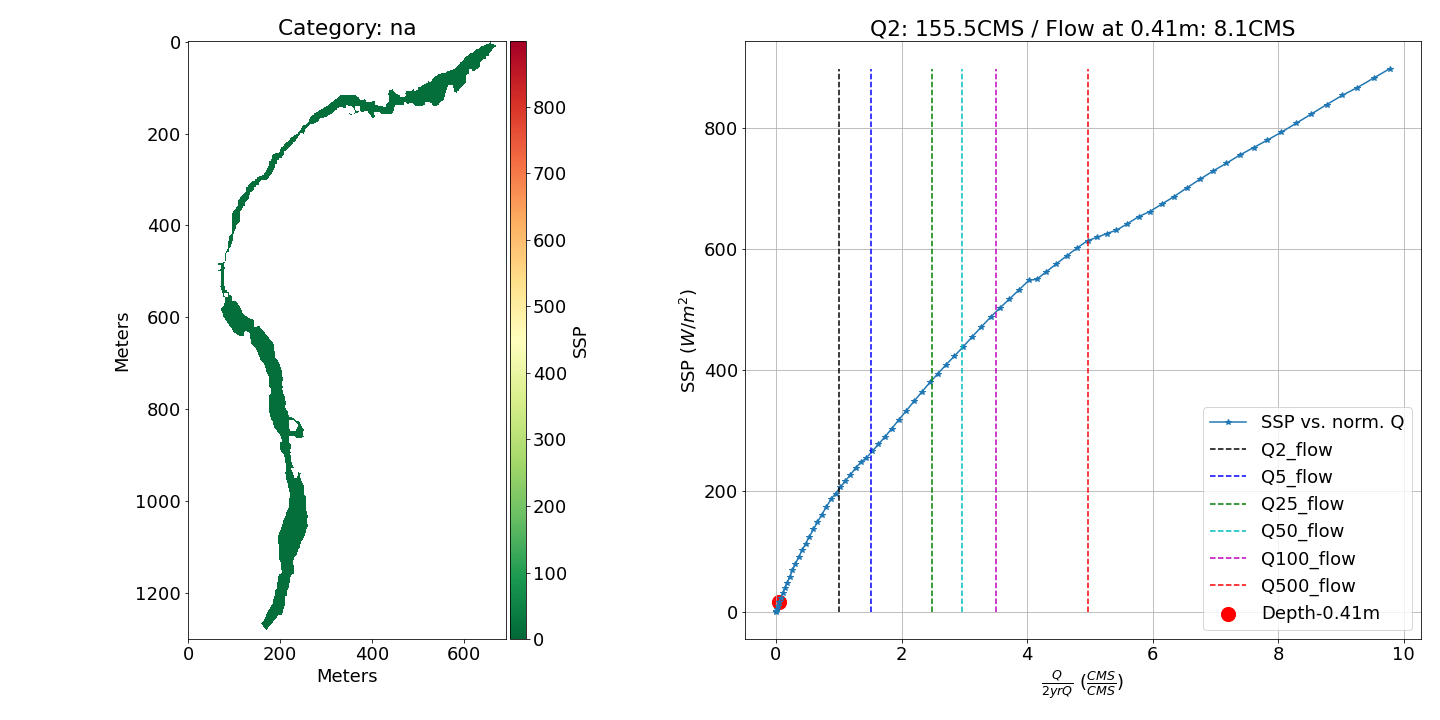 Category: na
0
200
400
600
800
1000
1200
Meters
0
200
400
600
Meters
800
700
600
500
400
300
200
100
0
SSP
Q2: 155.5CMS / Flow at 0.41m: 8.1CMS
800
600
400
200
0
SSP (W/m²)
0
2
4
6
8
10
Q/2yrQ (CMS/CMS)
SSP vs. norm. Q
Q2_flow
Q5_flow
Q25_flow
Q50_flow
Q100_flow
Q500_flow
Depth-0.41m